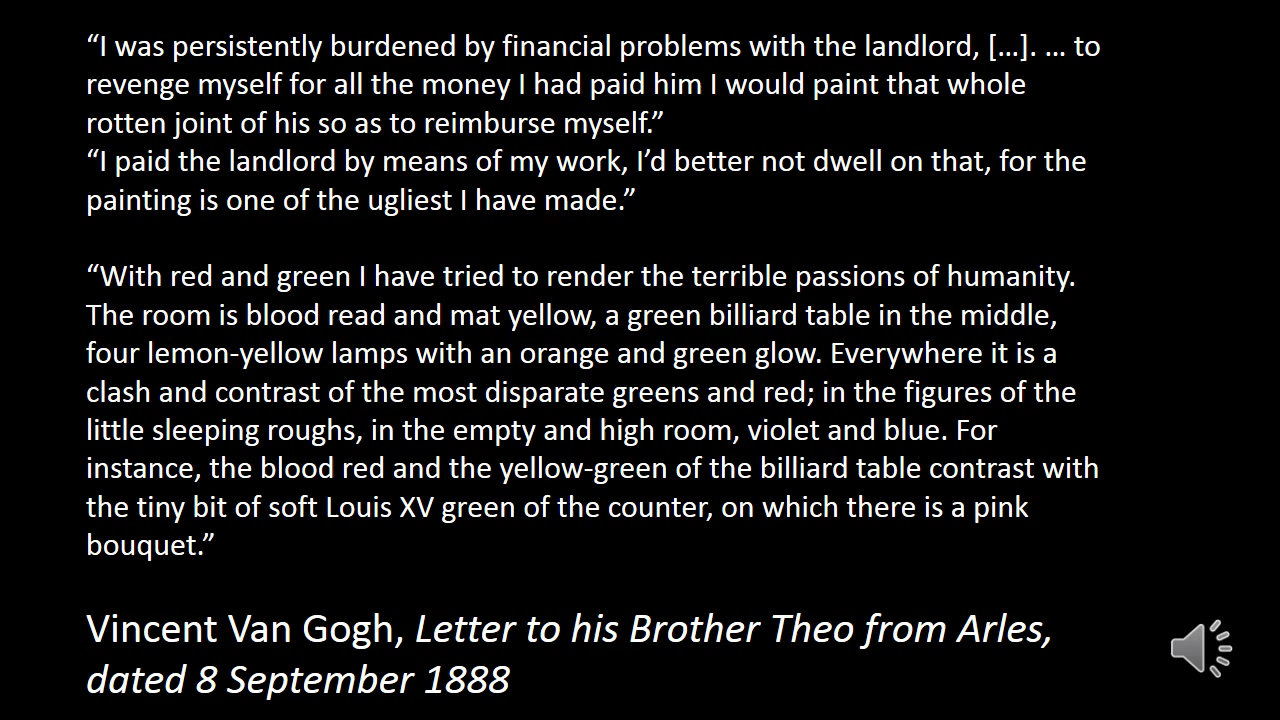 “I was persistently burdened by financial problems with the landlord, […]. … to
revenge myself for all the money I had paid him I would paint that whole
rotten joint of his so as to reimburse myself.”
“I paid the landlord by means of my work, I’d better not dwell on that, for the
painting is one of the ugliest I have made.”
“With red and green I have tried to render the terrible passions of humanity.
The room is blood read and mat yellow, a green billiard table in the middle,
four lemon-yellow lamps with an orange and green glow. Everywhere it is a
clash and contrast of the most disparate greens and red; in the figures of the
little sleeping roughs, in the empty and high room, violet and blue. For
instance, the blood red and the yellow-green of the billiard table contrast with
the tiny bit of soft Louis XV green of the counter, on which there is a pink
bouquet.”
Vincent Van Gogh, Letter to his Brother Theo from Arles,
dated 8 September 1888